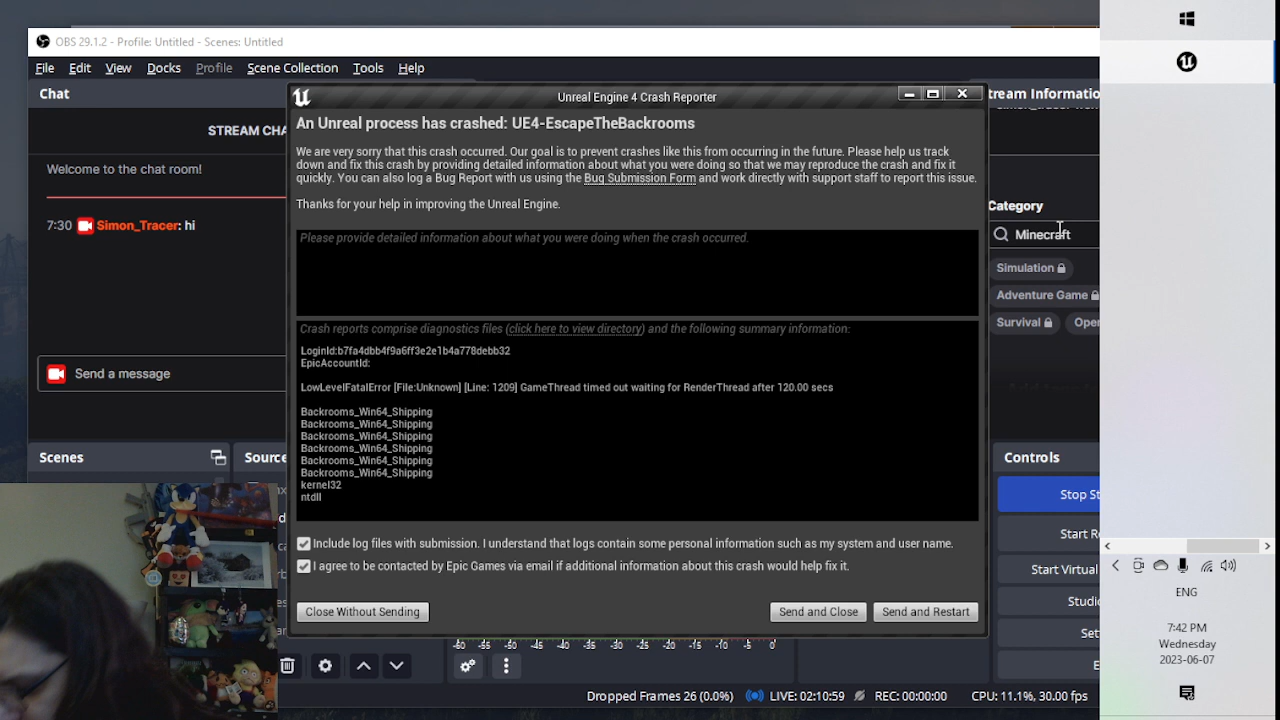 OBS 29.1.2 - Profile: Untitled - Scenes: Untitled
File Edit View Docks Profile Scene Collection Tools Help
Chat
STREAM CHA
Welcome to the chat room!
7:30 Simon_Tracer: hi
Send a message
Scenes
Source
Unreal Engine 4 Crash Reporter
An Unreal process has crashed: UE4-EscapeTheBackrooms
We are very sorry that this crash occurred. Our goal is to prevent crashes like this from occurring in the future. Please help us track
down and fix this crash by providing detailed information about what you were doing so that we may reproduce the crash and fix it
quickly. You can also log a Bug Report with us using the Bug Submission Form and work directly with support staff to report this issue.
Thanks for your help in improving the Unreal Engine.
Please provide detailed information about what you were doing when the crash occurred.
Crash reports comprise diagnostics files (click here to view directory) and the following summary information:
LoginId:b7fa4dbb4f9a6ff3e2e1b4a778debb32
EpicAccountId:
LowLevelFatalError [File:Unknown] [Line: 1209] GameThread timed out waiting for RenderThread after 120.00 secs
Backrooms_Win64_Shipping
Backrooms_Win64_Shipping
Backrooms_Win64_Shipping
Backrooms_Win64_Shipping
Backrooms_Win64_Shipping
Backrooms_Win64_Shipping
kernel32
ntdll
Include log files with submission. I understand that logs contain some personal information such as my system and user name.
I agree to be contacted by Epic Games via email if additional information about this crash would help fix it.
Close Without Sending Send and Close Send and Restart
tream Informatio
Category
Minecraft
Simulation
Adventure Game
Survival Oper
Controls
Stop St
Start Re
Start Virtual
Studi
Set
E
-60 -55 -50 -45 -40 -35 -30 -25 -20 -15 -10 -5 0
Dropped Frames 26 (0.0%) LIVE: 02:10:59 REC: 00:00:00 CPU: 11.1%, 30.00 fps
ENG
7:42 PM
Wednesday
2023-06-07